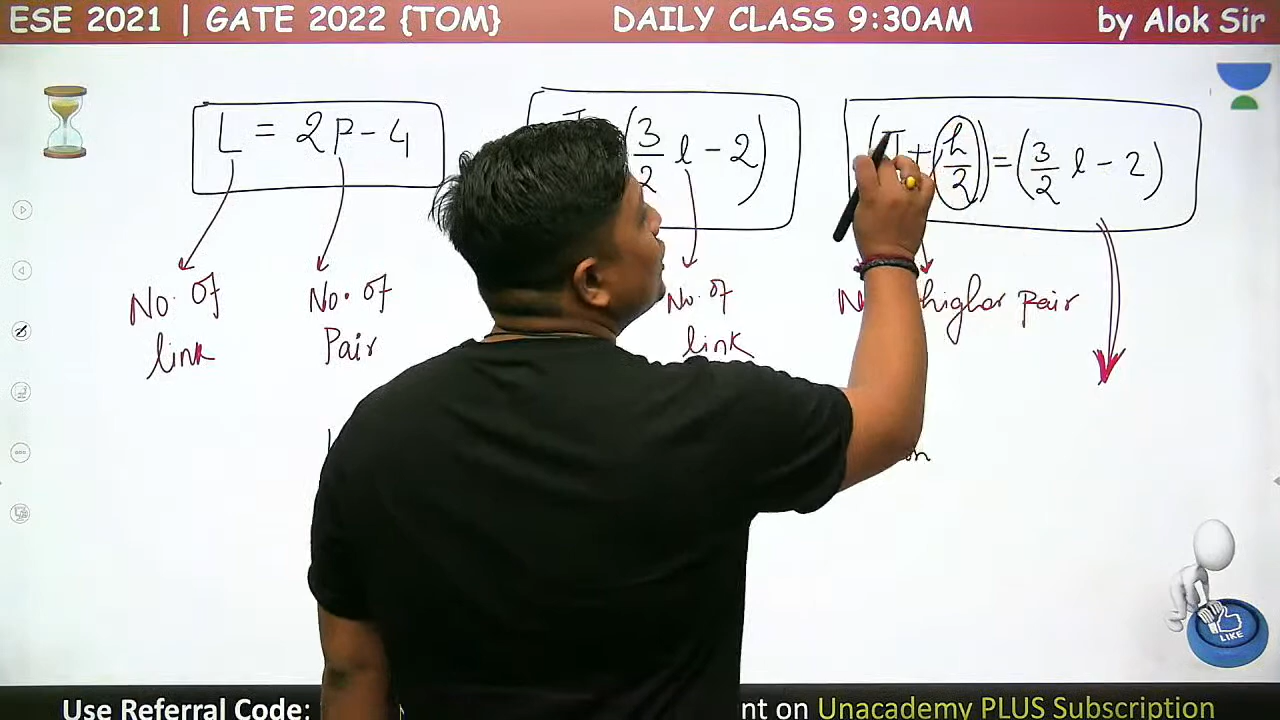 ESE 2021 | GATE 2022 {TOM} DAILY CLASS 9:30AM by Alok Sir
L = 2P - 4
(3/2 l - 2)
+ (h/2)) = (3/2 l - 2)
No. of link
No. of Pair
No. of link
higher pair
LIKE
Use Referral Code:
nt on Unacademy PLUS Subscription